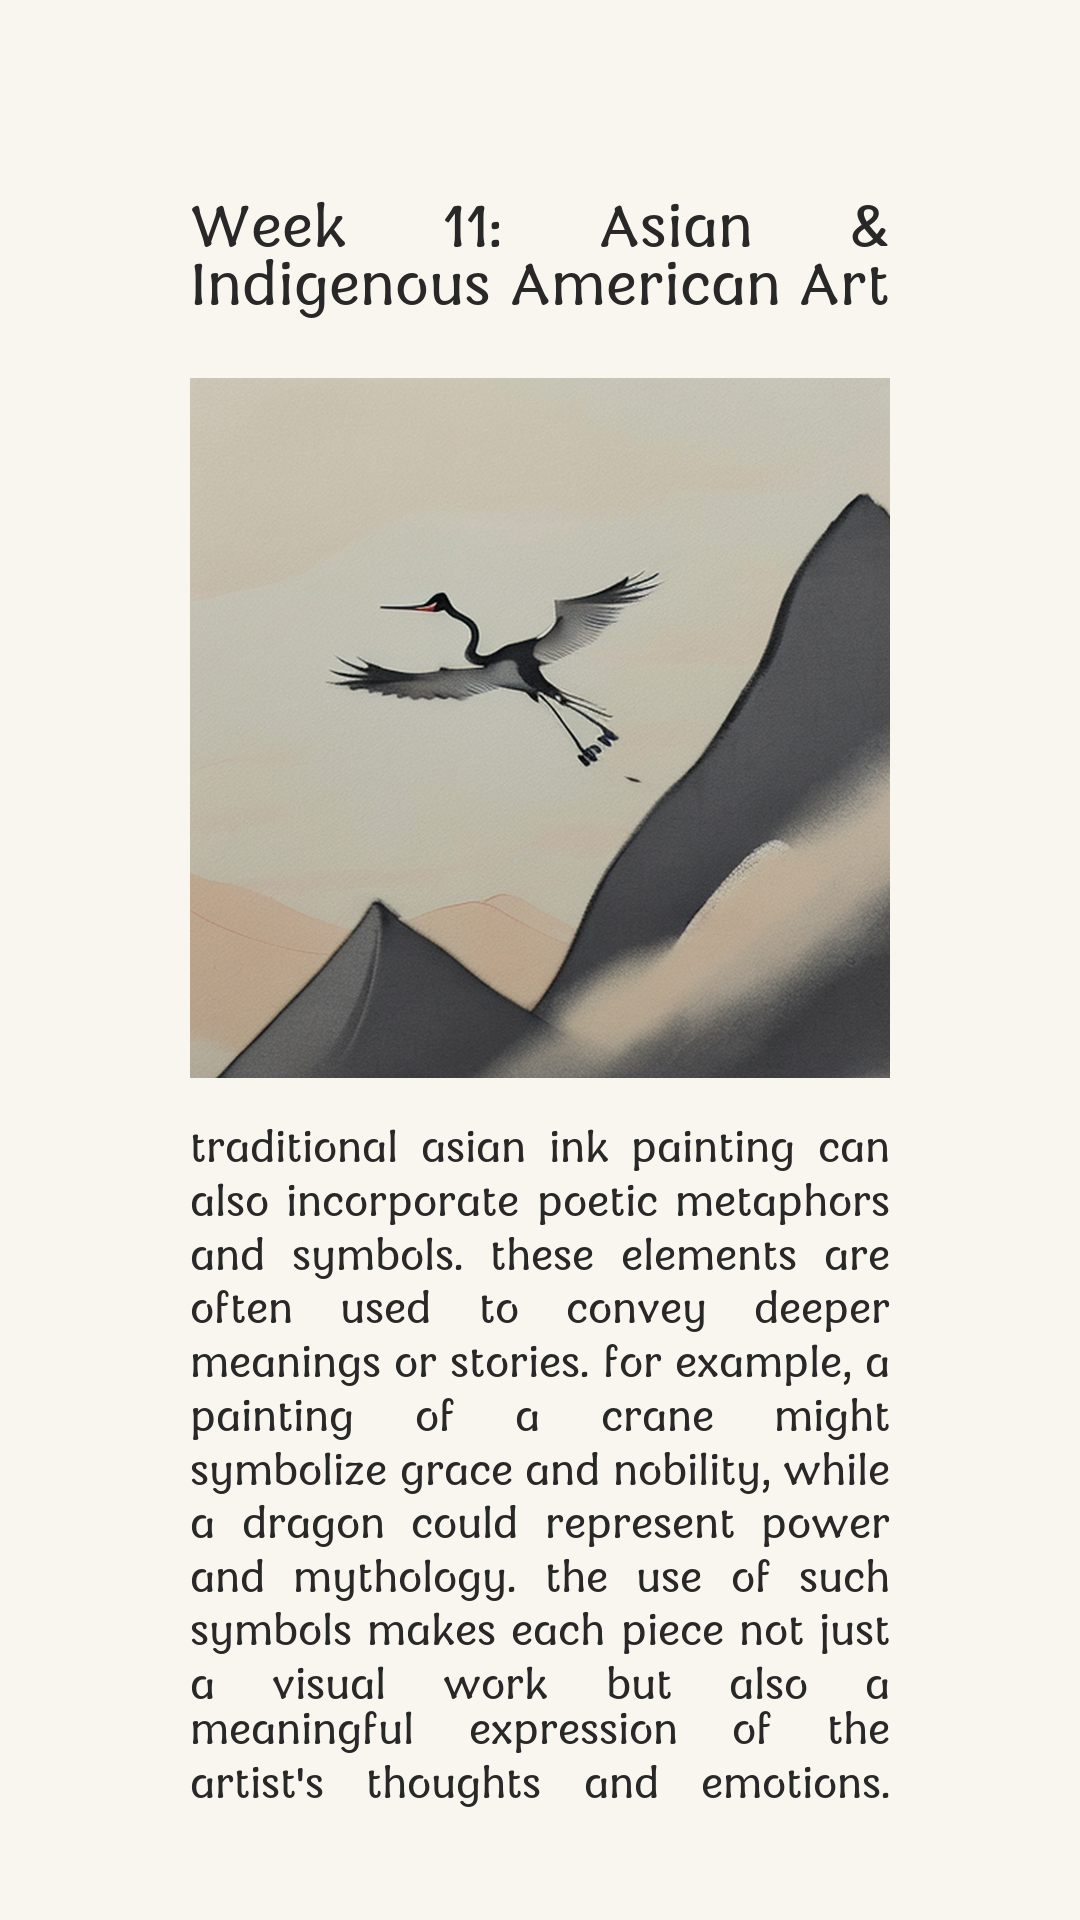 Week 11: Asian &
Indigenous American Art
traditional asian ink painting can
also incorporate poetic metaphors
and symbols. these elements are
often used to convey deeper
meanings or stories. for example, a
painting of a crane might
symbolize grace and nobility, while
a dragon could represent power
and mythology. the use of such
symbols makes each piece not just
a visual work but also a
meaningful expression of the
artist's thoughts and emotions.